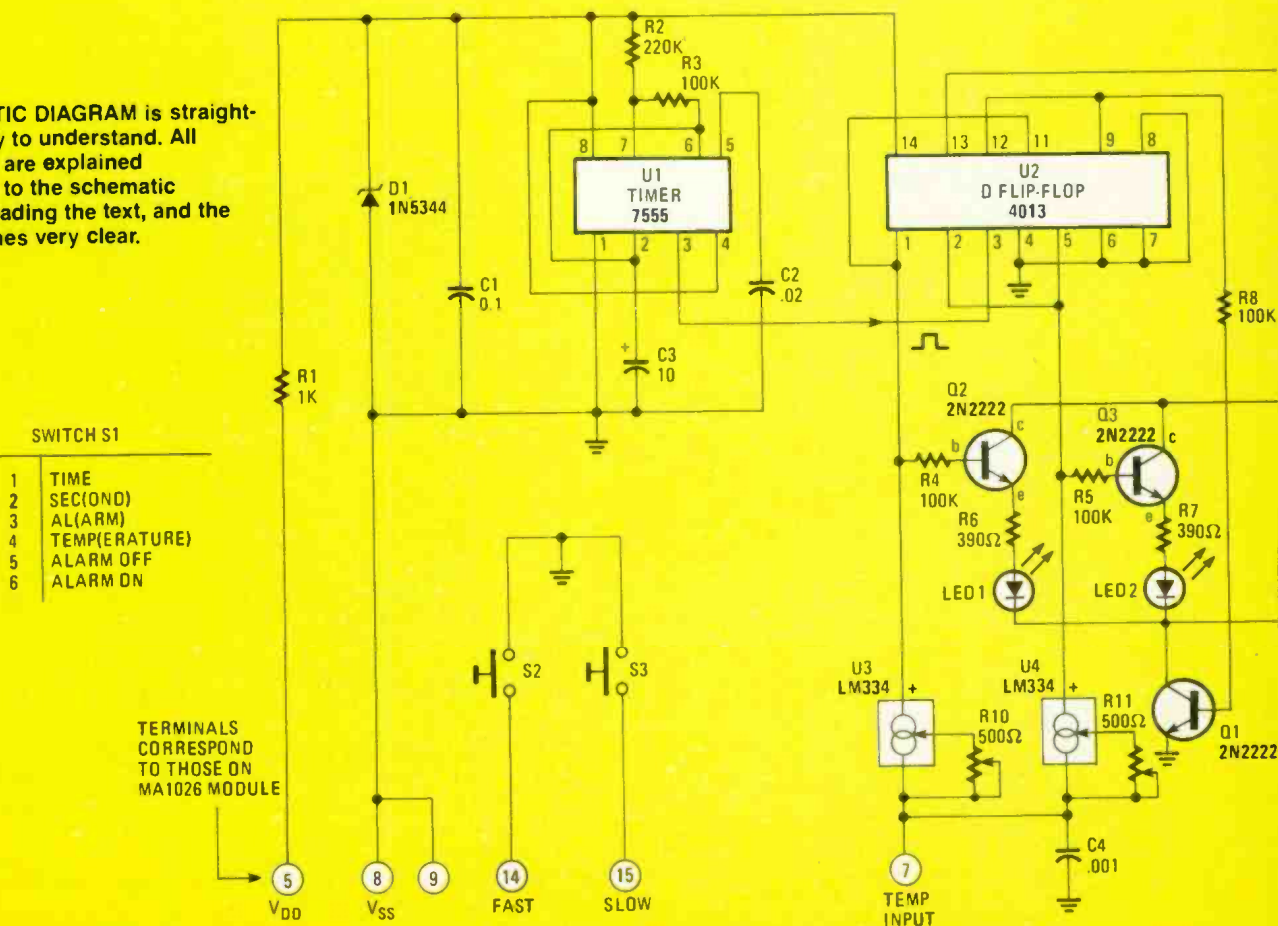 TIC DIAGRAM is straight-
y to understand. All
are explained
to the schematic
ading the text, and the
nes very clear.
R2
220K
R3
100K
8 7 6 5
U1
TIMER
7555
1 2 3 4
D1
1N5344
C1
0.1
C2
.02
+
C3
10
R1
1K
14 13 12 11 9 8
U2
D FLIP-FLOP
4013
1 2 3 4 5 6 7
R8
100K
Q2
2N2222
c
b
e
R4
100K
R6
390Ω
LED1
Q3
2N2222
c
b
e
R5
100K
R7
390Ω
LED2
SWITCH S1
1 TIME
2 SEC(OND)
3 AL(ARM)
4 TEMP(ERATURE)
5 ALARM OFF
6 ALARM ON
S2
S3
U3
LM334
+
R10
500Ω
U4
LM334
+
R11
500Ω
Q1
2N2222
TERMINALS
CORRESPOND
TO THOSE ON
MA1026 MODULE
C4
.001
5
VDD
8 9
VSS
14
FAST
15
SLOW
7
TEMP
INPUT